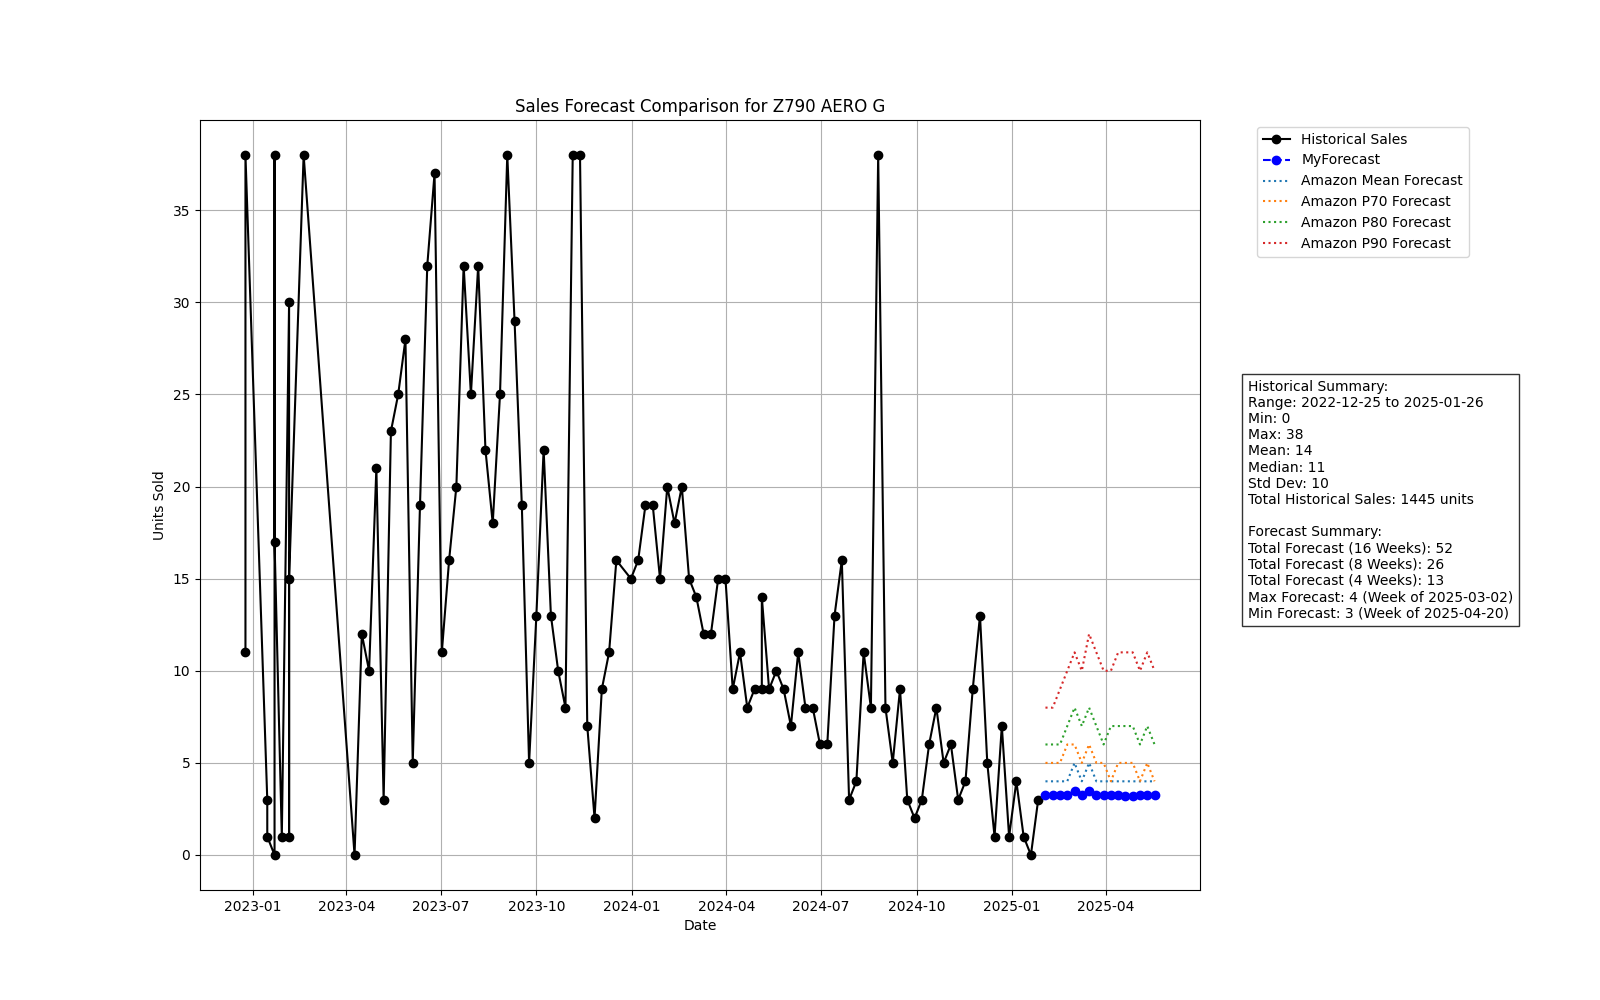 Sales Forecast Comparison for Z790 AERO G
Historical Sales
MyForecast
Amazon Mean Forecast
Amazon P70 Forecast
Amazon P80 Forecast
Amazon P90 Forecast
35
30
25
20
15
10
5
0
Units Sold
2023-01
2023-04
2023-07
2023-10
2024-01
2024-04
2024-07
2024-10
2025-01
2025-04
Date
Historical Summary:
Range: 2022-12-25 to 2025-01-26
Min: 0
Max: 38
Mean: 14
Median: 11
Std Dev: 10
Total Historical Sales: 1445 units
Forecast Summary:
Total Forecast (16 Weeks): 52
Total Forecast (8 Weeks): 26
Total Forecast (4 Weeks): 13
Max Forecast: 4 (Week of 2025-03-02)
Min Forecast: 3 (Week of 2025-04-20)